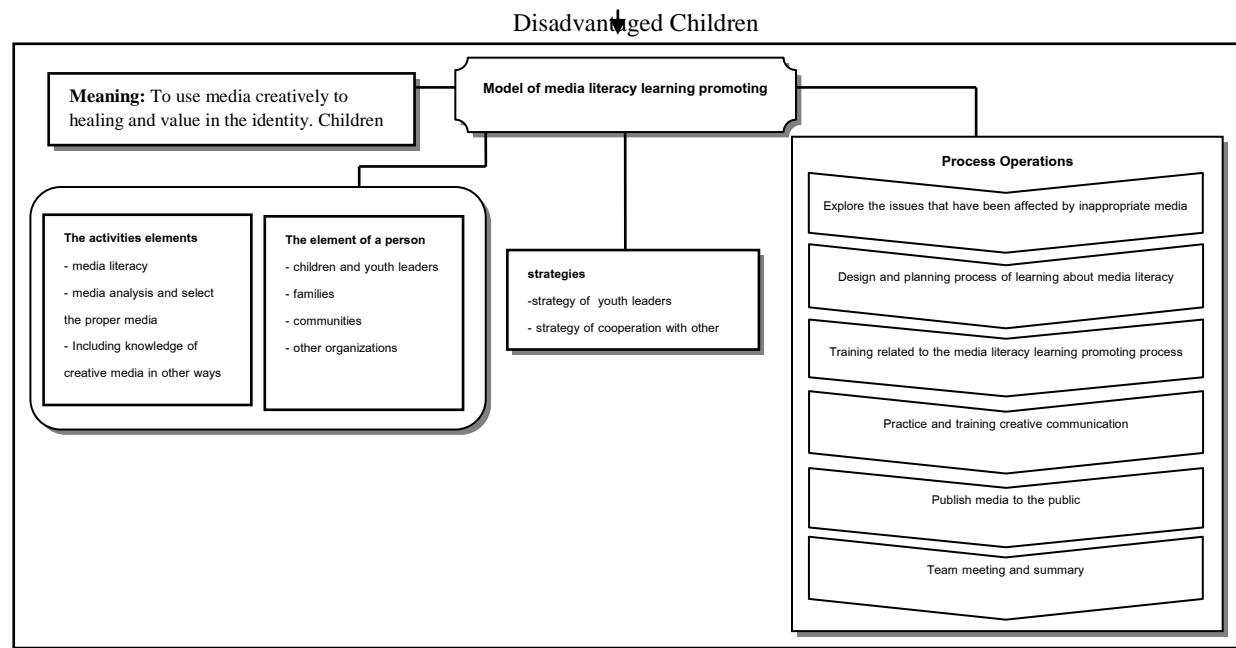 Disadvantaged Children
Model of media literacy learning promoting
Meaning: To use media creatively to
healing and value in the identity. Children
The activities elements
- media literacy
- media analysis and select
the proper media
- Including knowledge of
creative media in other ways
The element of a person
- children and youth leaders
- families
- communities
- other organizations
strategies
-strategy of youth leaders
- strategy of cooperation with other
Process Operations
Explore the issues that have been affected by inappropriate media
Design and planning process of learning about media literacy
Training related to the media literacy learning promoting process
Practice and training creative communication
Publish media to the public
Team meeting and summary